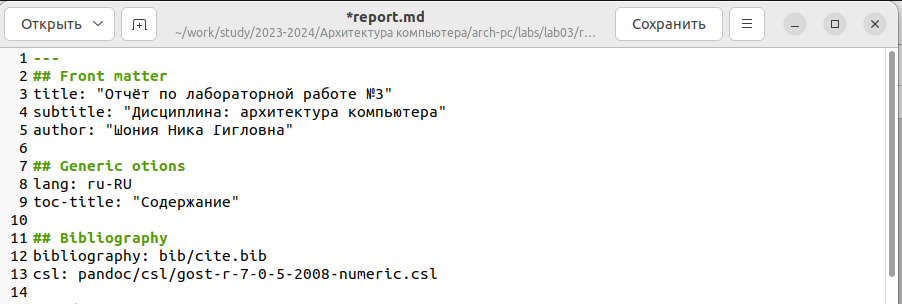 Открыть
*report.md
~/work/study/2023-2024/Архитектура компьютера/arch-pc/labs/lab03/r…
Сохранить
1 ---
2 ## Front matter
3 title: "Отчёт по лабораторной работе №3"
4 subtitle: "Дисциплина: архитектура компьютера"
5 author: "Шония Ника Гигловна"
6
7 ## Generic otions
8 lang: ru-RU
9 toc-title: "Содержание"
10
11 ## Bibliography
12 bibliography: bib/cite.bib
13 csl: pandoc/csl/gost-r-7-0-5-2008-numeric.csl
14